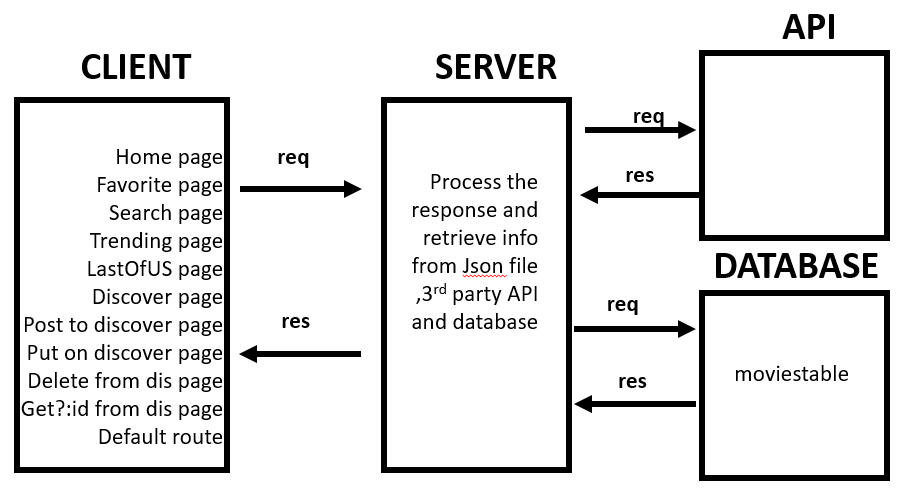 CLIENT
Home page
Favorite page
Search page
Trending page
LastOfUS page
Discover page
Post to discover page
Put on discover page
Delete from dis page
Get?:id from dis page
Default route
req
res
SERVER
Process the
response and
retrieve info
from Json file
,3rd party API
and database
req
res
req
res
API
DATABASE
moviestable